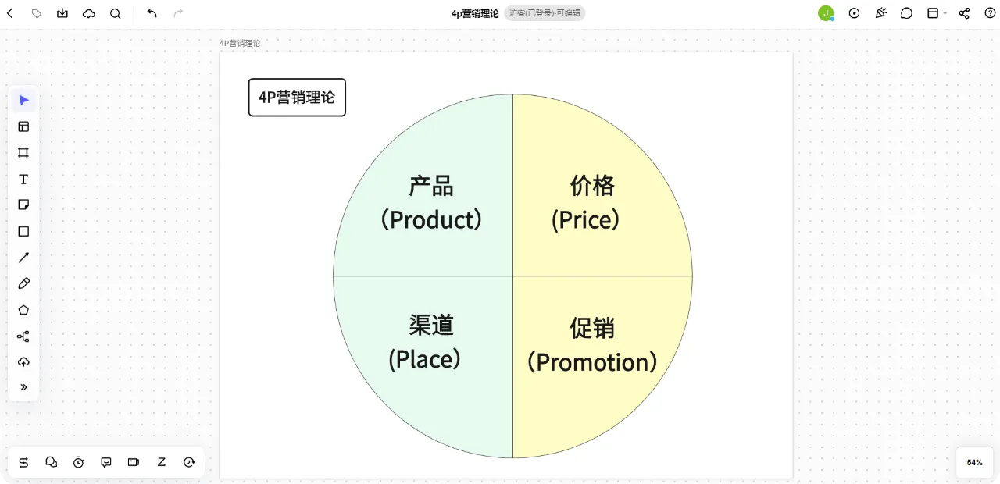 4p营销理论 访客(已登录)·可编辑
J
4P营销理论
4P营销理论
产品
（Product）
价格
(Price）
渠道
(Place）
促销
（Promotion）
54%